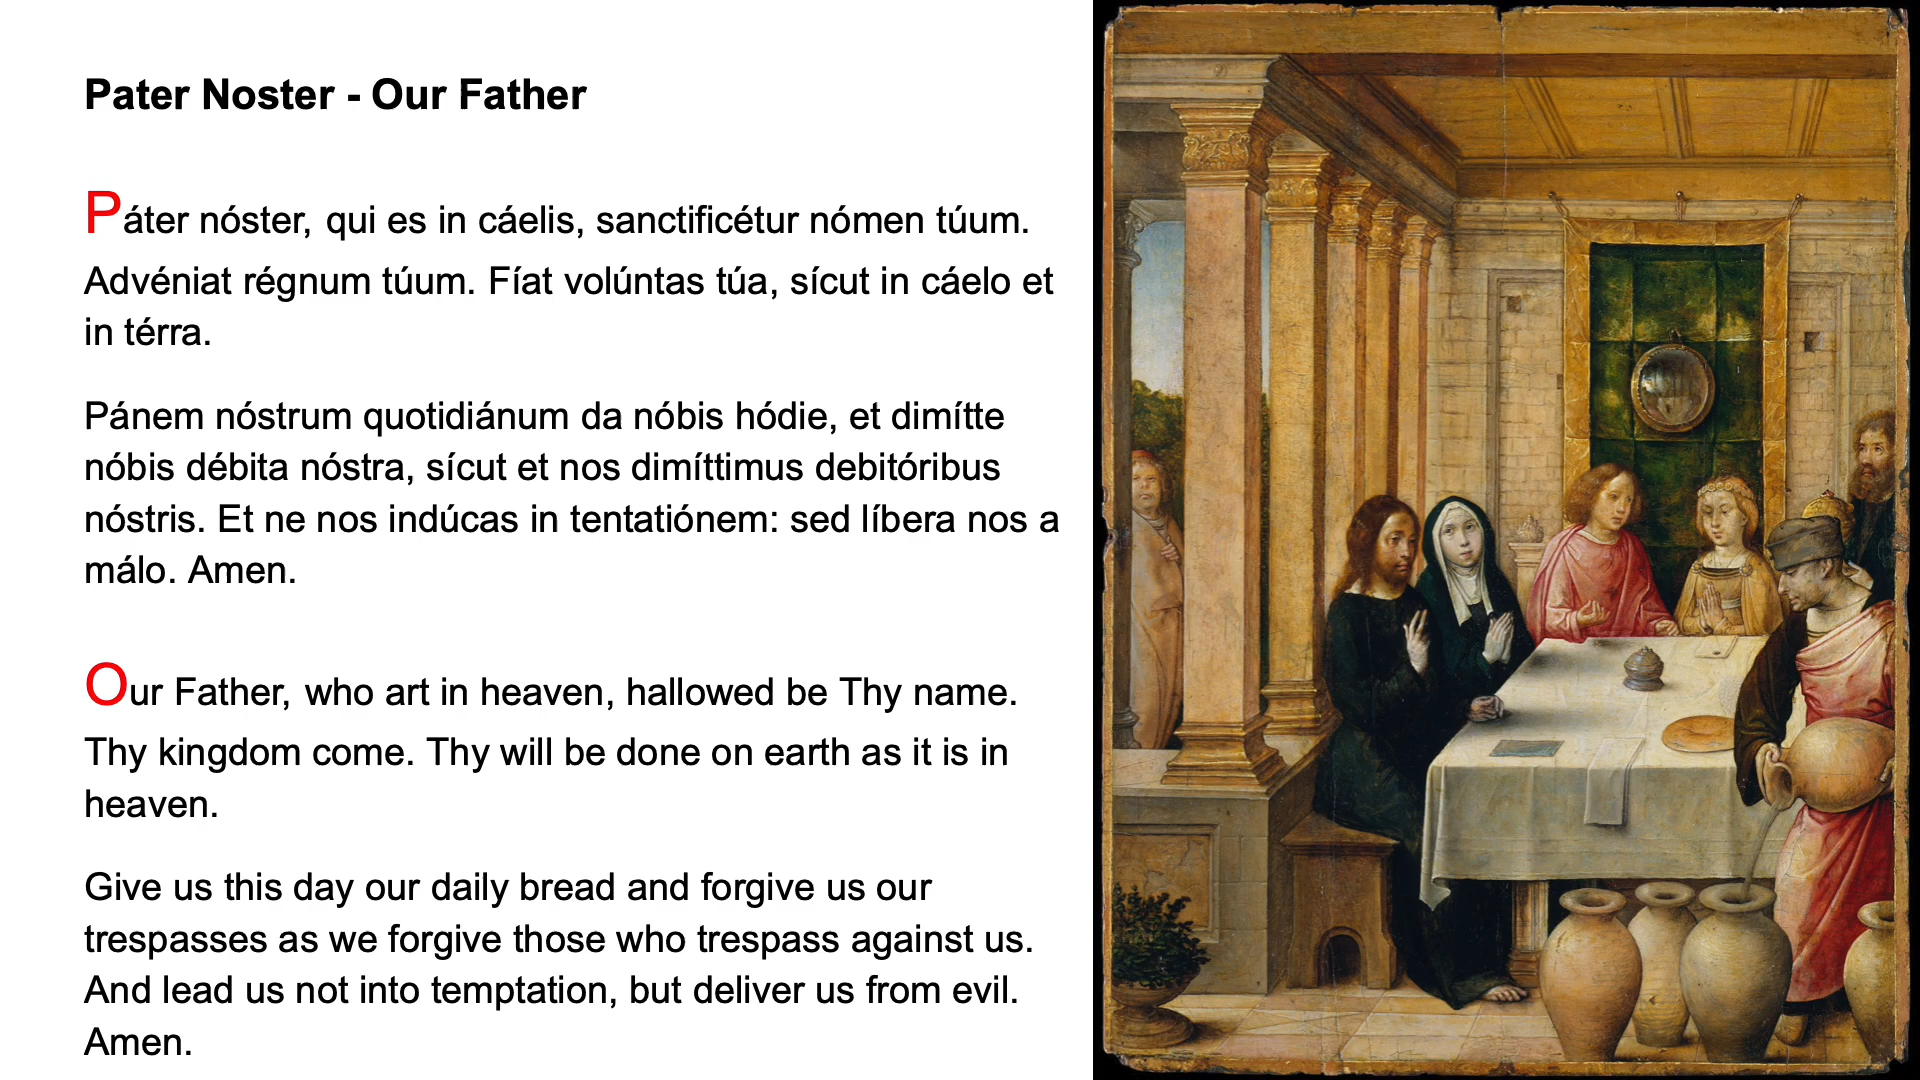 Pater Noster - Our Father
Páter nóster, qui es in cáelis, sanctificétur nómen túum.
Advéniat régnum túum. Fíat volúntas túa, sícut in cáelo et
in térra.
Pánem nóstrum quotidiánum da nóbis hódie, et dimítte
nóbis débita nóstra, sícut et nos dimíttimus debitóribus
nóstris. Et ne nos indúcas in tentatiónem: sed líbera nos a
málo. Amen.
Our Father, who art in heaven, hallowed be Thy name.
Thy kingdom come. Thy will be done on earth as it is in
heaven.
Give us this day our daily bread and forgive us our
trespasses as we forgive those who trespass against us.
And lead us not into temptation, but deliver us from evil.
Amen.